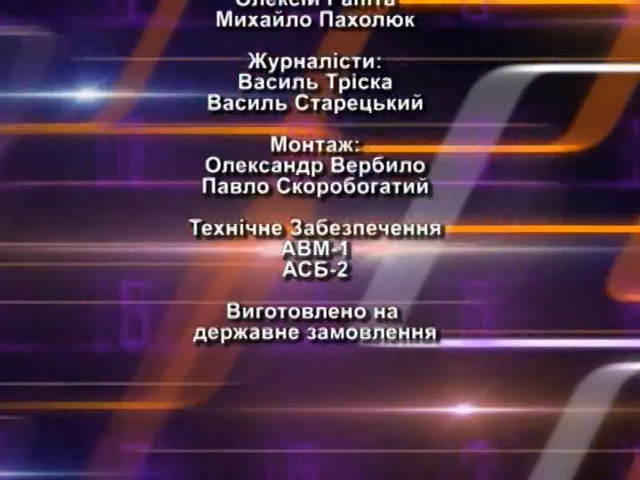 Михайло Пахолюк
Журналісти:
Василь Тріска
Василь Старецький
Монтаж:
Олександр Вербило
Павло Скоробогатий
Технічне Забезпечення
АВМ-1
АСБ-2
Виготовлено на
державне замовлення